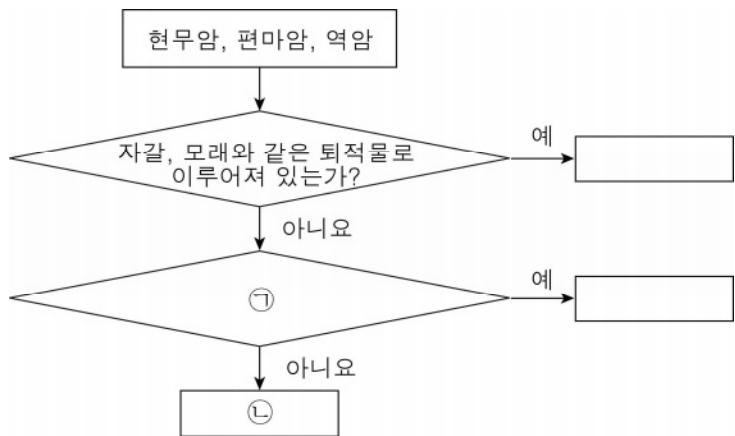 현무암, 편마암, 역암
자갈, 모래와 같은 퇴적물로
이루어져 있는가?
예
아니요
㉠
예
아니요
㉡